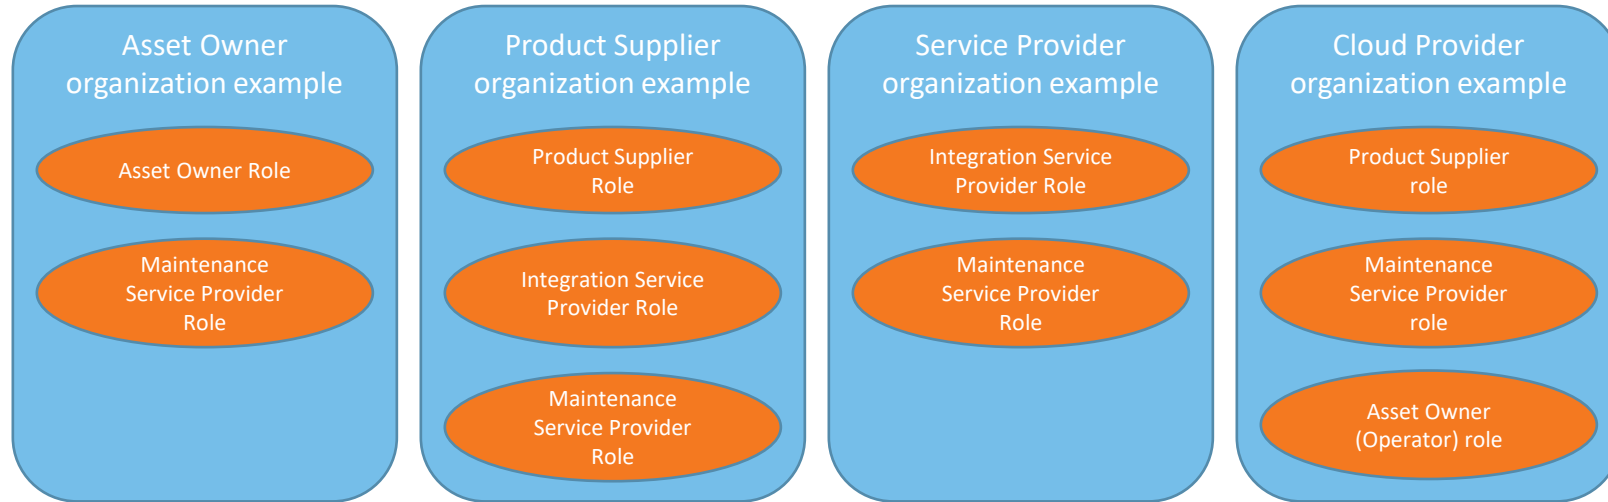 Asset Owner
organization example
Asset Owner Role
Maintenance
Service Provider
Role
Product Supplier
organization example
Product Supplier
Role
Integration Service
Provider Role
Maintenance
Service Provider
Role
Service Provider
organization example
Integration Service
Provider Role
Maintenance
Service Provider
Role
Cloud Provider
organization example
Product Supplier
role
Maintenance
Service Provider
role
Asset Owner
(Operator) role